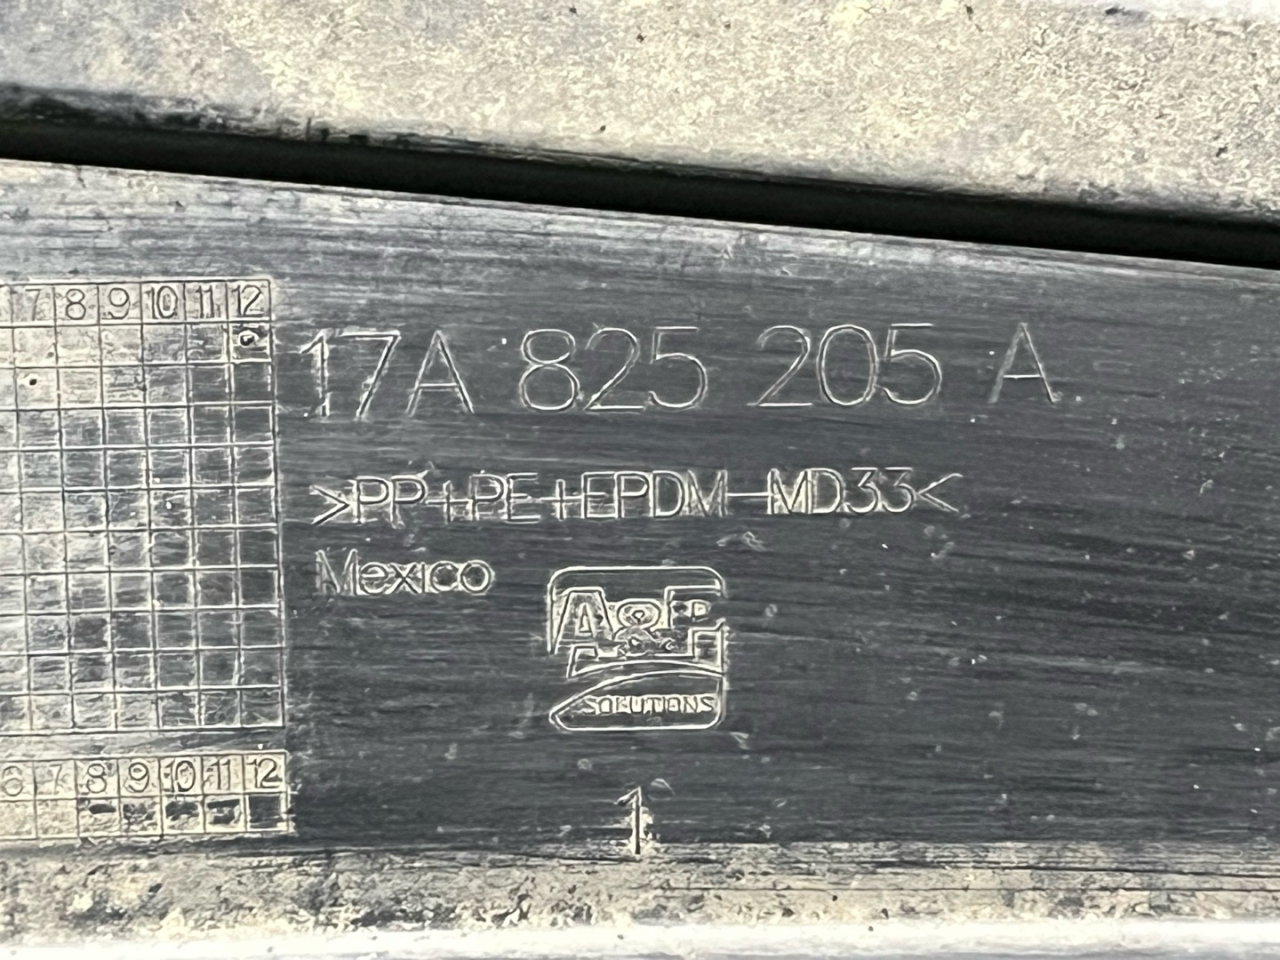 7 8 9 10 11 12
17A 825 205 A
>PP+PE+EPDM-MD33<
Mexico
A&P
SOLUTIONS
6 7 8 9 10 11 12
1